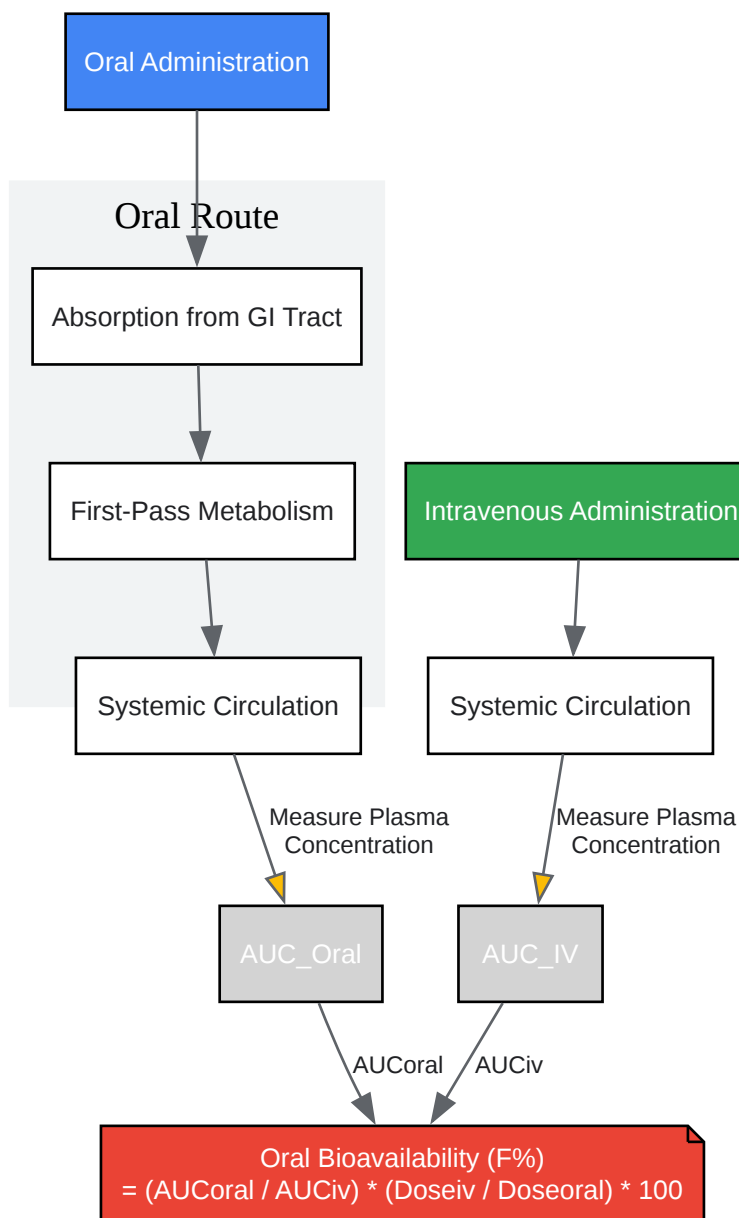 Oral Administration
Oral Route
Absorption from GI Tract
First-Pass Metabolism
Intravenous Administration
Systemic Circulation
Systemic Circulation
Measure Plasma
Concentration
Measure Plasma
Concentration
AUC_Oral
AUC_IV
AUCoral
AUCiv
Oral Bioavailability (F%)
= (AUCoral / AUCiv) * (Doseiv / Doseoral) * 100